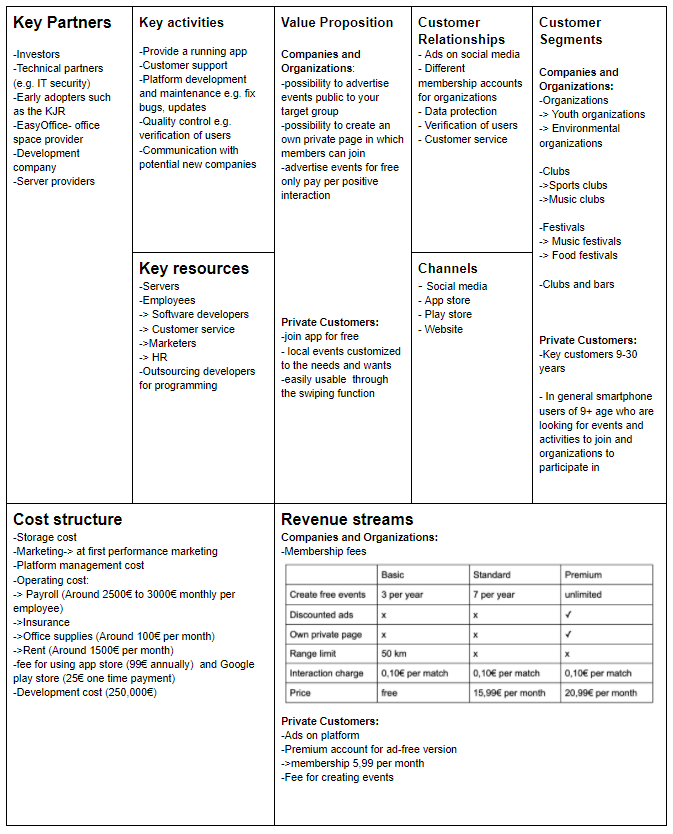 Key Partners
-Investors
-Technical partners
(e.g. IT security)
-Early adopters such
as the KJR
-EasyOffice- office
space provider
-Development
company
-Server providers
Key activities
-Provide a running app
-Customer support
-Platform development
and maintenance e.g. fix
bugs, updates
-Quality control e.g.
verification of users
-Communication with
potential new companies
Key resources
-Servers
-Employees
-> Software developers
-> Customer service
->Marketers
-> HR
-Outsourcing developers
for programming
Value Proposition
Companies and
Organizations:
-possibility to advertise
events public to your
target group
-possibility to create an
own private page in which
members can join
-advertise events for free
only pay per positive
interaction
Private Customers:
-join app for free
- local events customized
to the needs and wants
-easily usable through
the swiping function
Customer
Relationships
- Ads on social media
- Different
membership accounts
for organizations
- Data protection
- Verification of users
- Customer service
Channels
- Social media
- App store
- Play store
- Website
Customer
Segments
Companies and
Organizations:
-Organizations
-> Youth organizations
-> Environmental
organizations
-Clubs
->Sports clubs
->Music clubs
-Festivals
-> Music festivals
-> Food festivals
-Clubs and bars
Private Customers:
-Key customers 9-30
years
- In general smartphone
users of 9+ age who are
looking for events and
activities to join and
organizations to
participate in
Cost structure
-Storage cost
-Marketing-> at first performance marketing
-Platform management cost
-Operating cost:
-> Payroll (Around 2500€ to 3000€ monthly per
employee)
->Insurance
->Office supplies (Around 100€ per month)
->Rent (Around 1500€ per month)
-fee for using app store (99€ annually) and Google
play store (25€ one time payment)
-Development cost (250,000€)
Revenue streams
Companies and Organizations:
-Membership fees
Basic Standard Premium
Create free events 3 per year 7 per year unlimited
Discounted ads x x ✓
Own private page x x ✓
Range limit 50 km x x
Interaction charge 0,10€ per match 0,10€ per match 0,10€ per match
Price free 15,99€ per month 20,99€ per month
Private Customers:
-Ads on platform
-Premium account for ad-free version
->membership 5,99 per month
-Fee for creating events